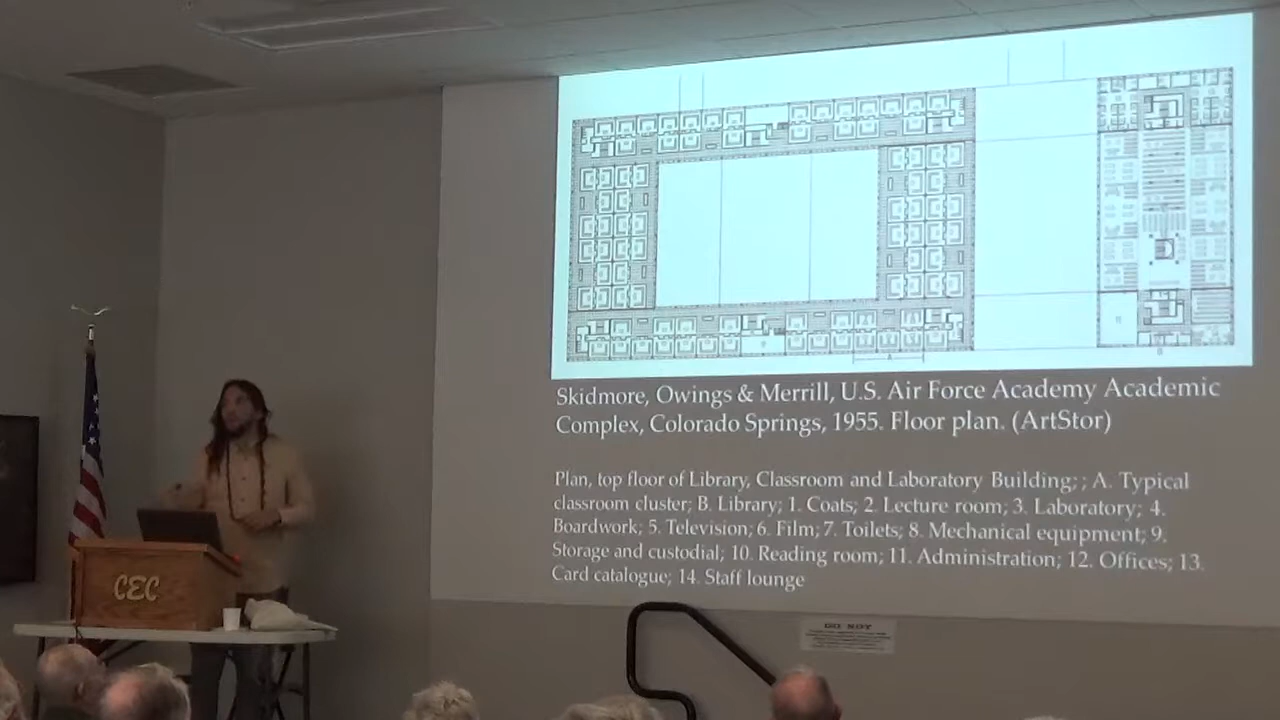 Skidmore, Owings & Merrill, U.S. Air Force Academy Academic
Complex, Colorado Springs, 1955. Floor plan. (ArtStor)
Plan, top floor of Library, Classroom and Laboratory Building; ; A. Typical
classroom cluster; B. Library; 1. Coats; 2. Lecture room; 3. Laboratory; 4.
Boardwork; 5. Television; 6. Film; 7. Toilets; 8. Mechanical equipment; 9.
Storage and custodial; 10. Reading room; 11. Administration; 12. Offices; 13.
Card catalogue; 14. Staff lounge
CEC
DO NOT